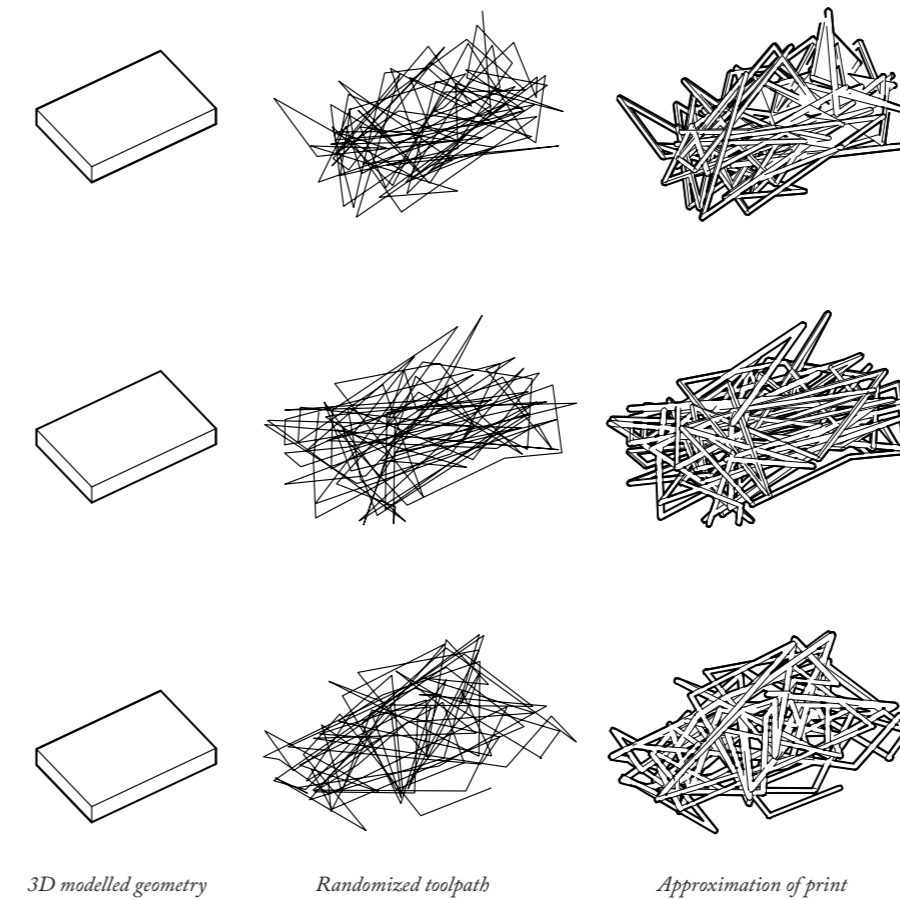 3D modelled geometry
Randomized toolpath
Approximation of print